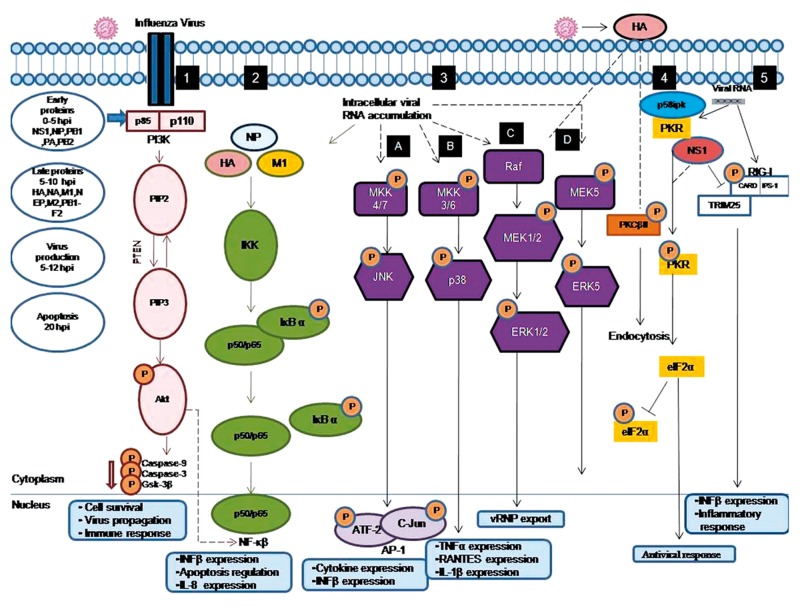 Influenza Virus
HA
1
2
3
4
5
Early
proteins
0-5 hpi
NS1,NP,PB1
,PA,PB2
p85
p110
PI3K
Late proteins
5-10 hpi
HA,NA,M1,N
EP,M2,PB1-
F2
Virus
production
5-12 hpi
Apoptosis
20 hpi
PIP2
PTEN
PIP3
P
Akt
P
Caspase-9
P
Caspase-3
P
Gsk-3β
Cytoplasm
Nucleus
- Cell survival
- Virus propagation
- Immune response
NP
HA
M1
IKK
P
IκB α
p50/p65
P
IκB α
p50/p65
p50/p65
NF-κβ
-INFβ expression
-Apoptosis regulation
-IL-8 expression
Intracellular viral
RNA accumulation
A
B
C
D
P
MKK
4/7
P
JNK
P
ATF-2
P
C-Jun
AP-1
-Cytokine expression
-INFβ expression
P
MKK
3/6
P
p38
-TNFα expression
-RANTES expression
-IL-1β expression
Raf
P
MEK1/2
P
ERK1/2
vRNP export
P
MEK5
P
ERK5
P
PKCβII
Endocytosis
p58ipk
PKR
Viral RNA
NS1
P
PKR
eIF2α
P
eIF2α
Antivical response
P
RIG-I
CARD
IPS-1
TRIM25
-INFβ expression
-Inflammatory
response